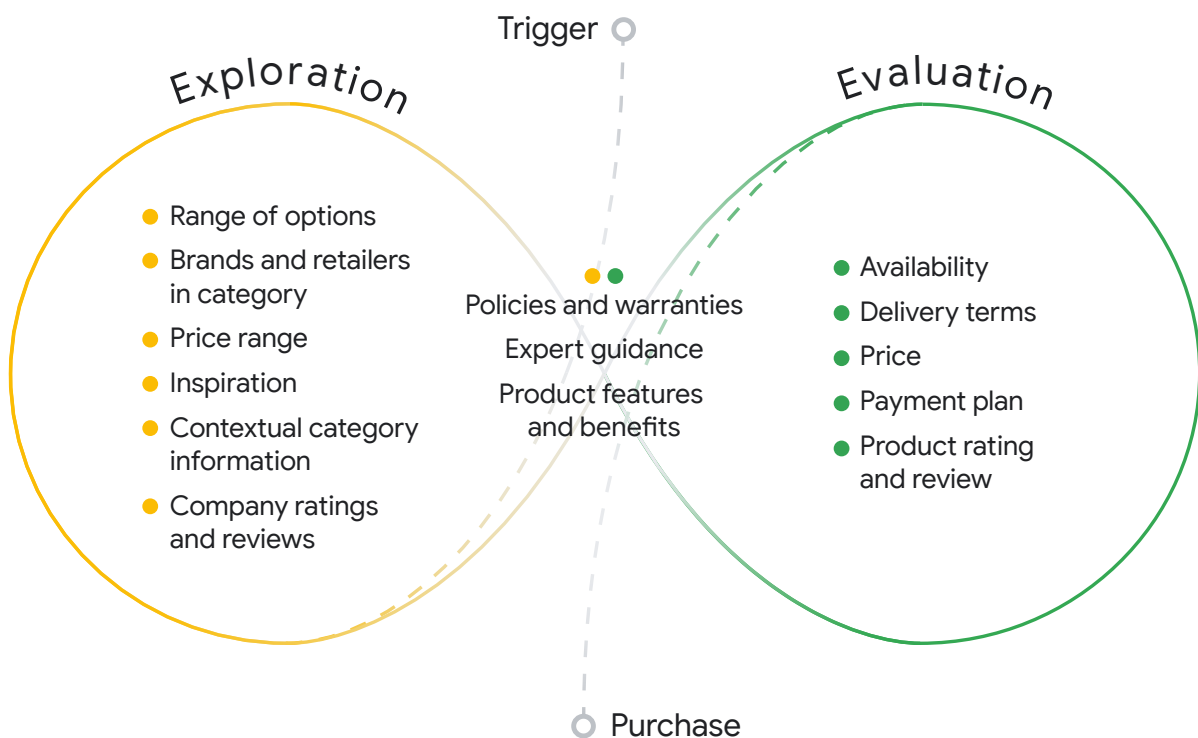 Trigger
Exploration
Evaluation
Range of options
Brands and retailers
in category
Price range
Inspiration
Contextual category
information
Company ratings
and reviews
Policies and warranties
Expert guidance
Product features
and benefits
Availability
Delivery terms
Price
Payment plan
Product rating
and review
Purchase